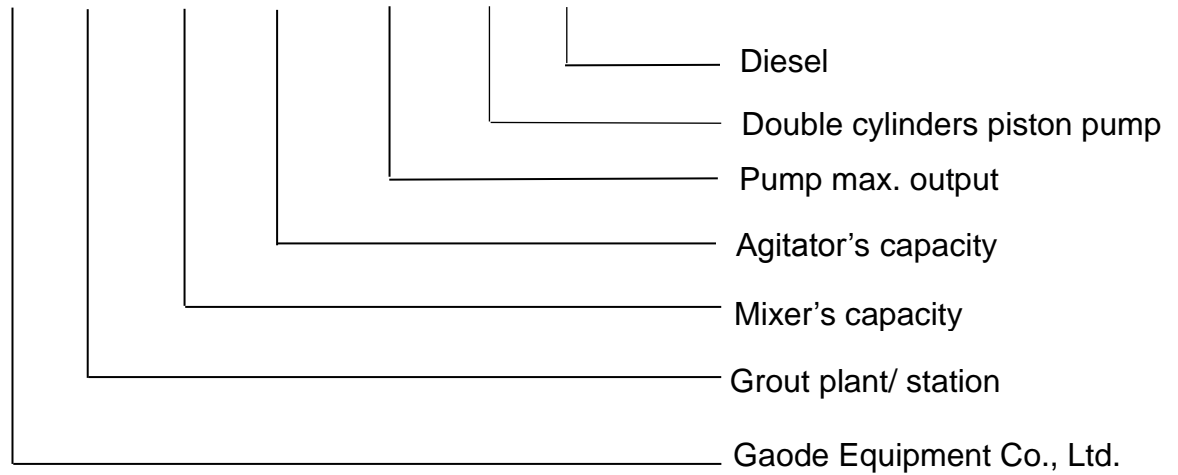 Diesel
Double cylinders piston pump
Pump max. output
Agitator’s capacity
Mixer’s capacity
Grout plant/ station
Gaode Equipment Co., Ltd.